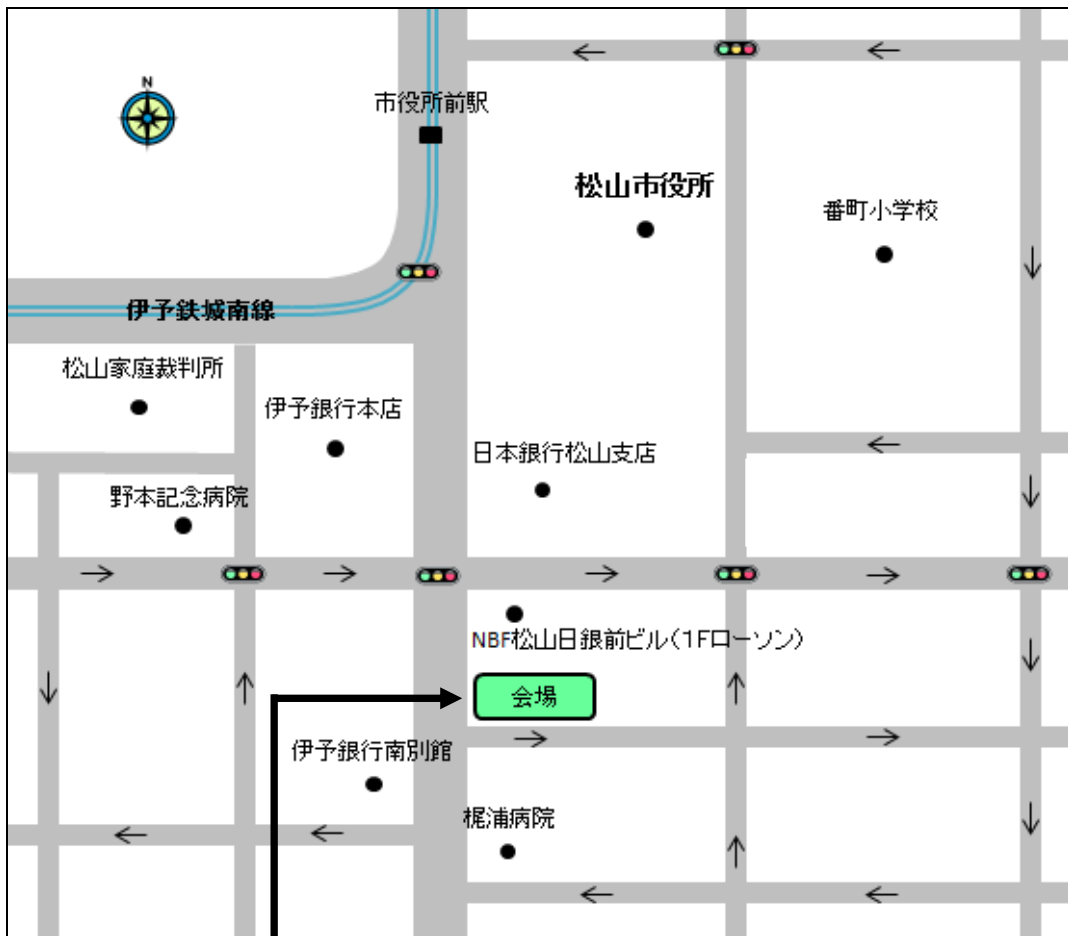 N
市役所前駅
松山市役所
番町小学校
伊予鉄城南線
松山家庭裁判所
伊予銀行本店
日本銀行松山支店
野本記念病院
NBF松山日銀前ビル(1Fローソン)
会場
伊予銀行南別館
梶浦病院